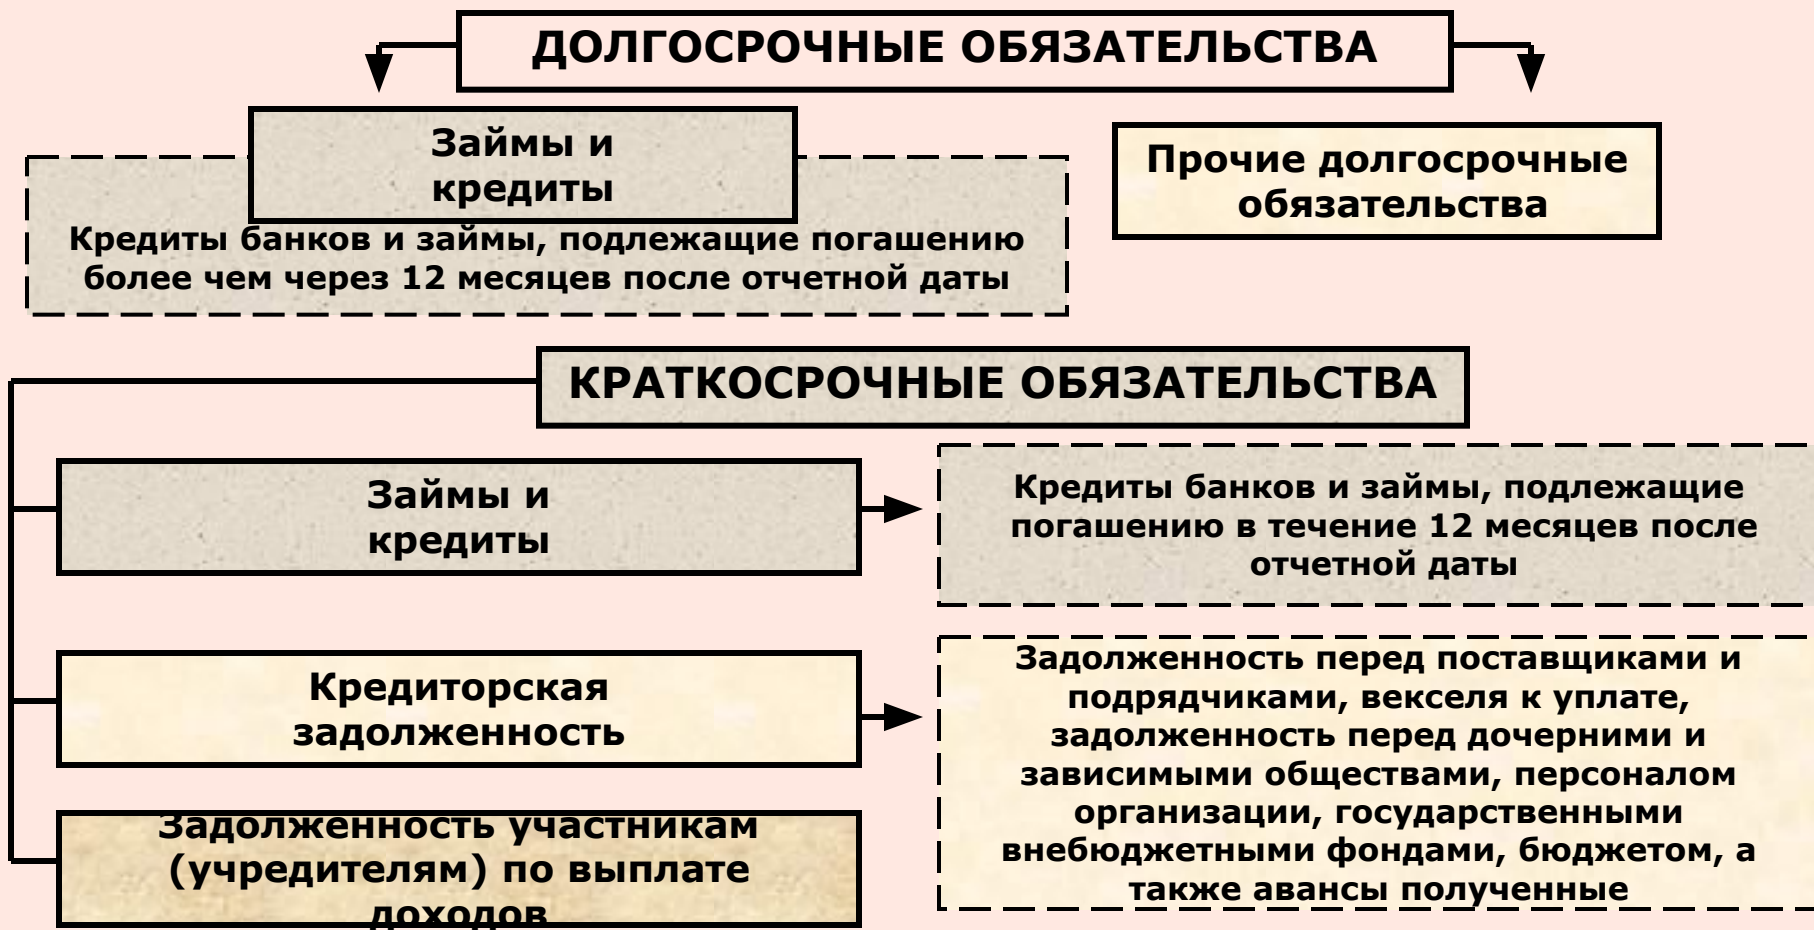 ДОЛГОСРОЧНЫЕ ОБЯЗАТЕЛЬСТВА
Займы и
кредиты
Кредиты банков и займы, подлежащие погашению
более чем через 12 месяцев после отчетной даты
Прочие долгосрочные
обязательства
КРАТКОСРОЧНЫЕ ОБЯЗАТЕЛЬСТВА
Займы и
кредиты
Кредиты банков и займы, подлежащие
погашению в течение 12 месяцев после
отчетной даты
Кредиторская
задолженность
Задолженность перед поставщиками и
подрядчиками, векселя к уплате,
задолженность перед дочерними и
зависимыми обществами, персоналом
организации, государственными
внебюджетными фондами, бюджетом, а
также авансы полученные
Задолженность участникам
(учредителям) по выплате
доходов